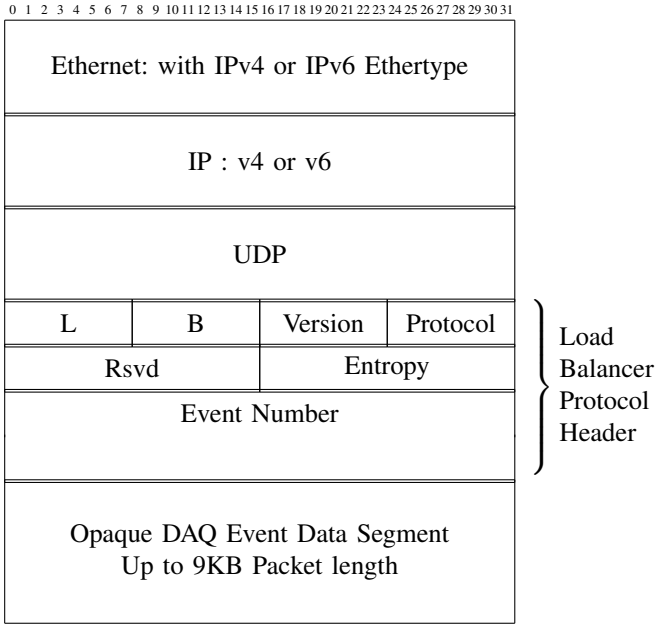 0 1 2 3 4 5 6 7 8 9 10 11 12 13 14 15 16 17 18 19 20 21 22 23 24 25 26 27 28 29 30 31
Ethernet: with IPv4 or IPv6 Ethertype
IP : v4 or v6
UDP
L B Version Protocol
Rsvd Entropy
Event Number
Load
Balancer
Protocol
Header
Opaque DAQ Event Data Segment
Up to 9KB Packet length